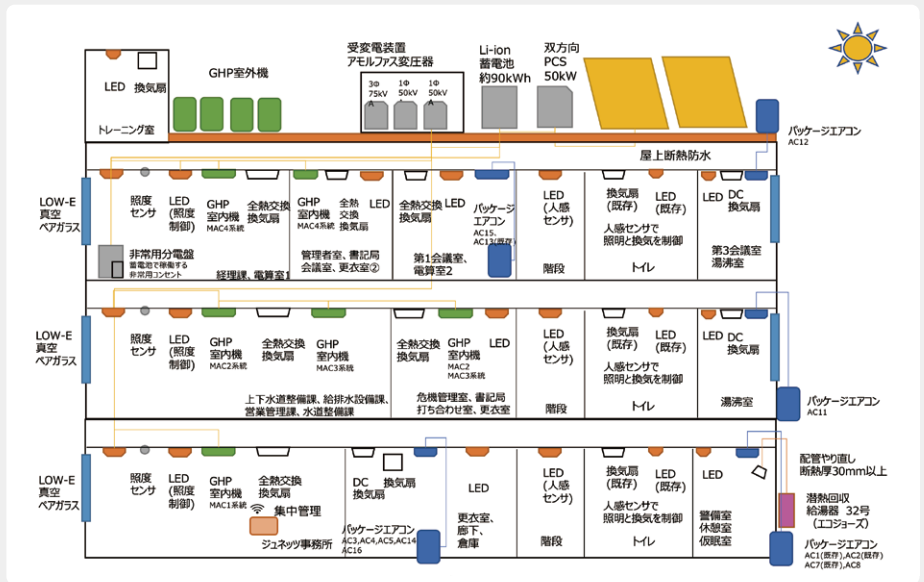 LED 換気扇
トレーニング室
GHP室外機
受変電装置
アモルファス変圧器
3Φ
75kV
A
1Φ
50kV
1Φ
50kV
A
Li-ion
蓄電池
約90kWh
双方向
PCS
50kW
パッケージエアコン
AC12
屋上断熱防水
LOW-E
真空
ペアガラス
照度
センサ
LED
(照度
制御)
GHP
室内機
MAC4系統
全熱交換
換気扇
GHP
室内機
MAC4系統
全熱
交換
換気扇
LED
全熱交換
換気扇
LED
パッケージ
エアコン
AC15、
AC13(既存)
LED
(人感
センサ)
換気扇
(既存)
LED
(既存)
人感センサで
照明と換気を制御
LED
DC
換気扇
非常用分電盤
蓄電池で稼働する
非常用コンセント
経理課、電算室1
管理者室、書記局
会議室、更衣室②
第1会議室、
電算室2
階段
トイレ
第3会議室
湯沸室
LOW-E
真空
ペアガラス
照度
センサ
LED
(照度
制御)
GHP
室内機
MAC2系統
全熱交換
換気扇
GHP
室内機
MAC3系統
全熱交換
換気扇
GHP
室内機
MAC2
MAC3系統
LED
LED
(人感
センサ)
換気扇
(既存)
LED
(既存)
人感センサで
照明と換気を制御
LED
DC
換気扇
上下水道整備課、給排水設備課、
営業管理課、水道整備課
危機管理室、書記局
打ち合わせ室、更衣室
階段
トイレ
湯沸室
パッケージエアコン
AC11
LOW-E
真空
ペアガラス
照度
センサ
LED
(照度
制御)
GHP
室内機
MAC1系統
全熱交換
換気扇
集中管理
ジュネッツ事務所
DC
換気扇
換気扇
パッケージエアコン
AC3,AC4,AC5,AC14
AC16
LED
更衣室、
廊下、
倉庫
LED
(人感
センサ)
階段
換気扇
(既存)
LED
(既存)
人感センサで
照明と換気を制御
トイレ
LED
警備室
休憩室
仮眠室
配管やり直し
断熱厚30mm以上
潜熱回収
給湯器 32号
(エコジョーズ)
パッケージエアコン
AC1(既存),AC2(既存)
AC7(既存),AC8